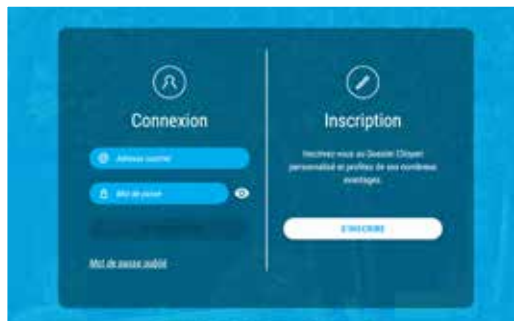 Connexion
Adresse courriel
Mot de passe
Mot de passe oublié
Inscription
Inscrivez-vous au Dossier Citoyen
personnalisé et profitez de ses nombreux
avantages.
S'INSCRIRE